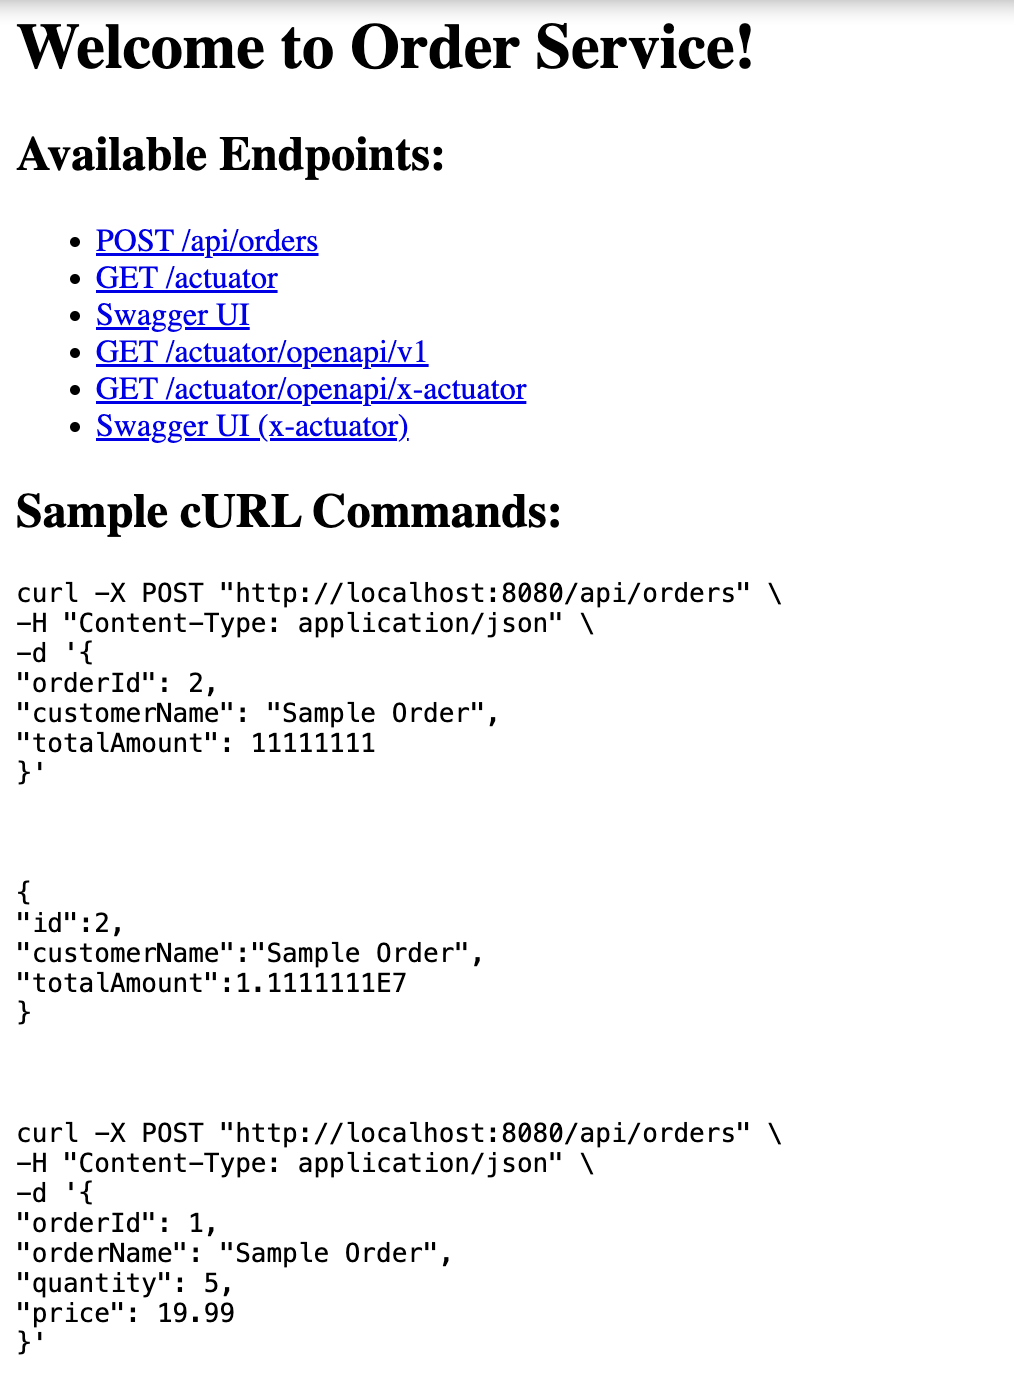 Welcome to Order Service!
Available Endpoints:
POST /api/orders
GET /actuator
Swagger UI
GET /actuator/openapi/v1
GET /actuator/openapi/x-actuator
Swagger UI (x-actuator)
Sample cURL Commands:
curl -X POST "http://localhost:8080/api/orders" \
-H "Content-Type: application/json" \
-d '{
"orderId": 2,
"customerName": "Sample Order",
"totalAmount": 11111111
}'
{
"id":2,
"customerName":"Sample Order",
"totalAmount":1.1111111E7
}
curl -X POST "http://localhost:8080/api/orders" \
-H "Content-Type: application/json" \
-d '{
"orderId": 1,
"orderName": "Sample Order",
"quantity": 5,
"price": 19.99
}'